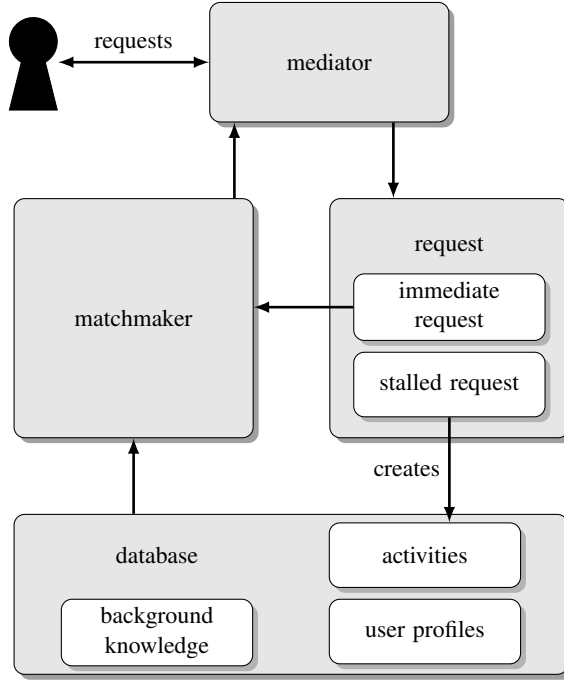 requests
mediator
request
immediate
request
matchmaker
stalled request
creates
database
activities
background
knowledge
user profiles